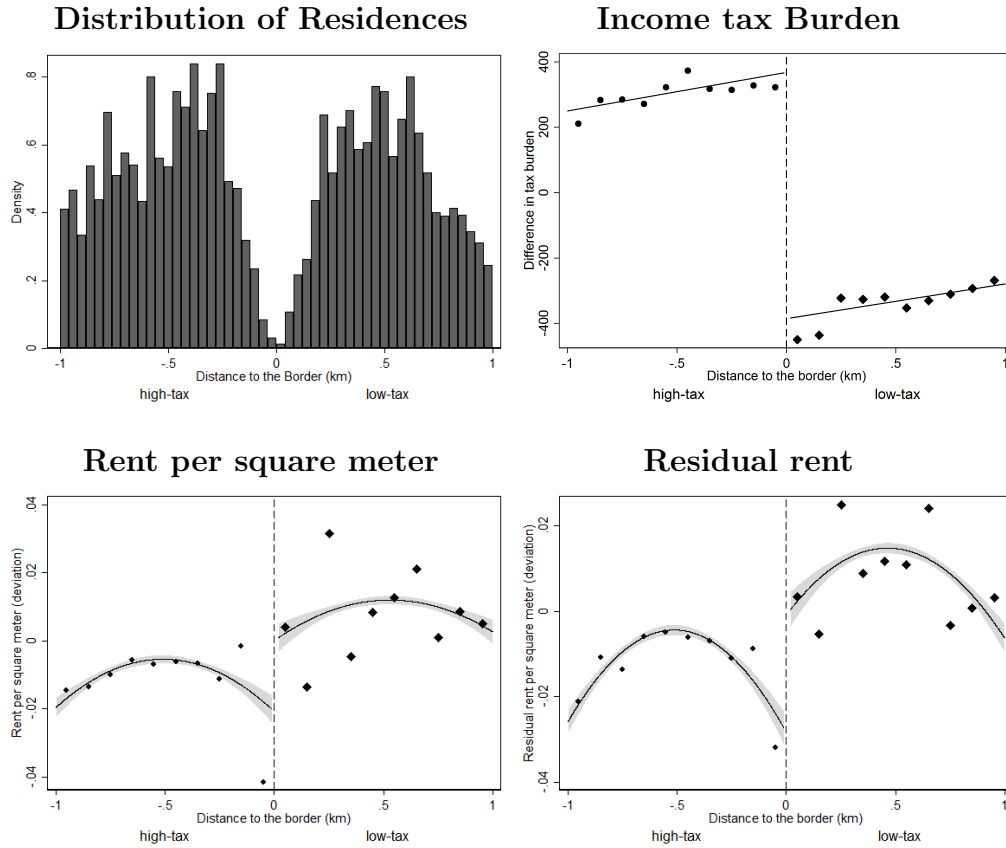 Distribution of Residences
Density
0
.2
.4
.6
.8
-1
-.5
0
.5
1
Distance to the Border (km)
high-tax
low-tax
Income tax Burden
Difference in tax burden
-400
-200
0
200
400
-1
-.5
0
.5
1
Distance to the border (km)
high-tax
low-tax
Rent per square meter
Rent per square meter (deviation)
-.04
-.02
0
.02
.04
-1
-.5
0
.5
1
Distance to the border (km)
high-tax
low-tax
Residual rent
Residual rent per square meter (deviation)
-.04
-.02
0
.02
-1
-.5
0
.5
1
Distance to the border (km)
high-tax
low-tax